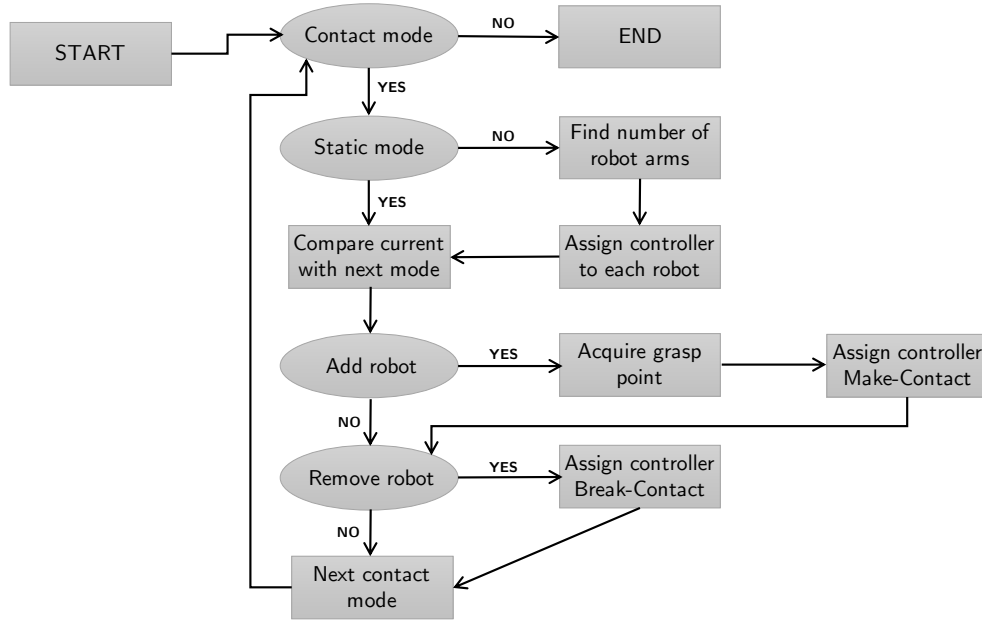 START
Contact mode
NO
END
YES
Static mode
NO
Find number of
robot arms
YES
Compare current
with next mode
Assign controller
to each robot
Add robot
YES
Acquire grasp
point
Assign controller
Make-Contact
NO
Remove robot
YES
Assign controller
Break-Contact
NO
Next contact
mode